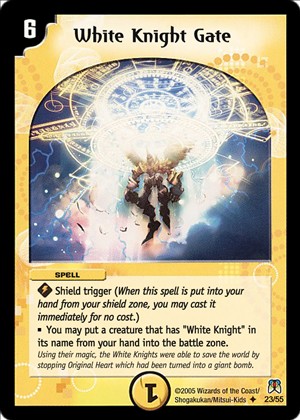 6
White Knight Gate
SPELL
Shield trigger (When this spell is put into your
hand from your shield zone, you may cast it
immediately for no cost.)
▪ You may put a creature that has "White Knight" in
its name from your hand into the battle zone.
Using their magic, the White Knights were able to save the world by
stopping Original Heart which had been turned into a giant bomb.
1
©2005 Wizards of the Coast/
Shogakukan/Mitsui-Kids
23/55